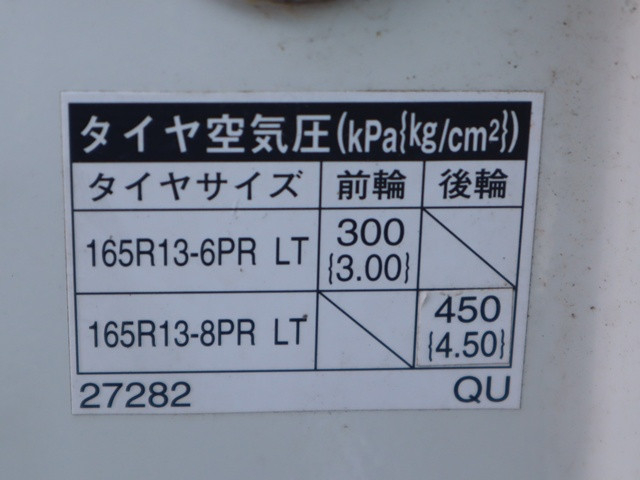 タイヤ空気圧(kPa{kg/cm2})
タイヤサイズ 前輪 後輪
165R13-6PR LT 300 {3.00}
165R13-8PR LT 450 {4.50}
27282 QU